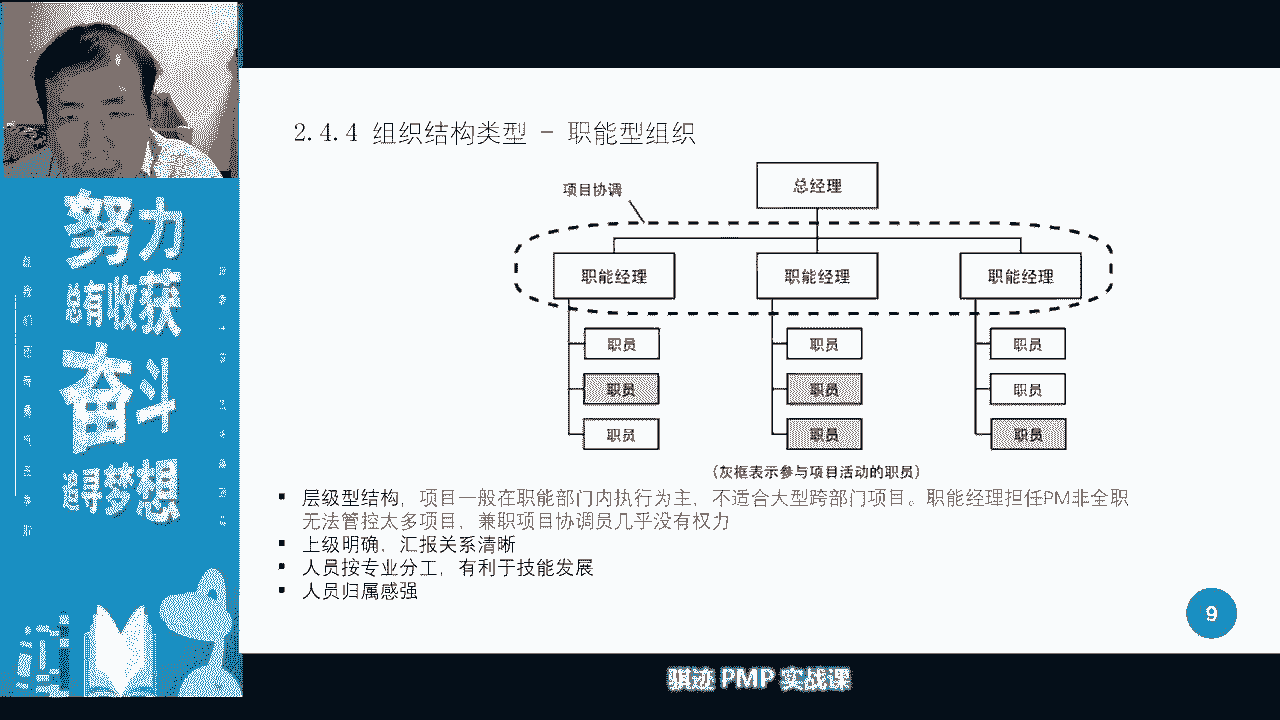 努力
总有收获
奋斗
追寻梦想
2.4.4 组织结构类型 - 职能型组织
项目协调
总经理
职能经理 职能经理 职能经理
职员 职员 职员
职员 职员 职员
职员 职员 职员
（灰框表示参与项目活动的职员）
▪ 层级型结构，项目一般在职能部门内执行为主，不适合大型跨部门项目。职能经理担任PM非全职
无法管控太多项目，兼职项目协调员几乎没有权力
▪ 上级明确，汇报关系清晰
▪ 人员按专业分工，有利于技能发展
▪ 人员归属感强
9
骐迹 PMP 实战课